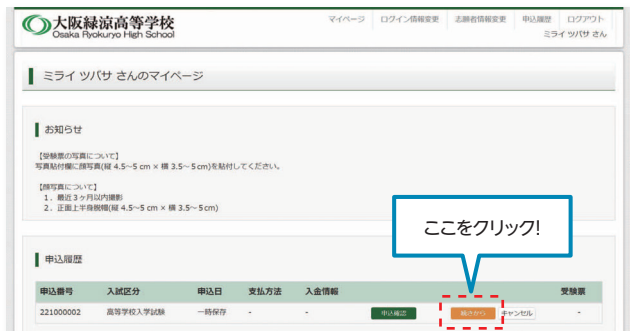 大阪緑涼高等学校
Osaka Ryokuryo High School
マイページ ログイン情報変更 志願者情報変更 申込履歴 ログアウト
ミライ ツバサ さん
ミライ ツバサ さんのマイページ
お知らせ
【受験票の写真について】
写真貼付欄に顔写真(縦 4.5～5 cm × 横 3.5～5cm)を貼付してください。
【顔写真について】
1．最近3ヶ月以内撮影
2．正面上半身脱帽(縦 4.5～5 cm × 横 3.5～5cm)
ここをクリック!
申込履歴
申込番号 入試区分 申込日 支払方法 入金情報 受験票
221000002 高等学校入学試験 一時保存 - - 申込確認 続きから キャンセル -